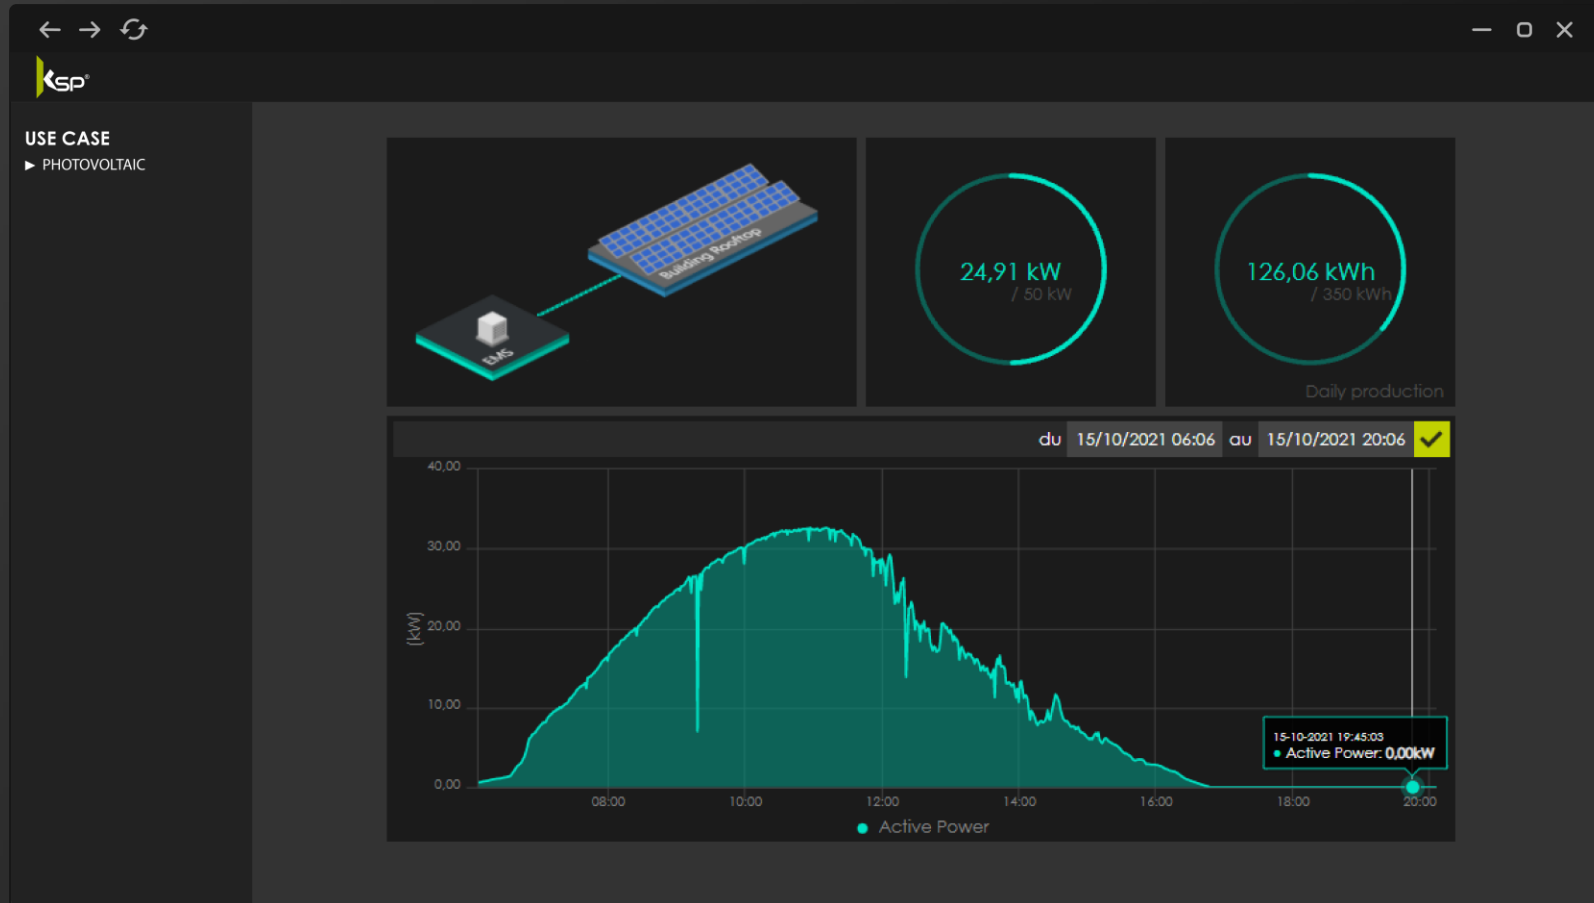 Ksp®
USE CASE
► PHOTOVOLTAIC
Building Rooftop
EMS
24,91 kW
/ 50 kW
126,06 kWh
/ 350 kWh
Daily production
du 15/10/2021 06:06 au 15/10/2021 20:06
40,00
30,00
20,00
10,00
0,00
(kW)
15-10-2021 19:45:03
Active Power: 0,00kW
08:00 10:00 12:00 14:00 16:00 18:00 20:00
Active Power